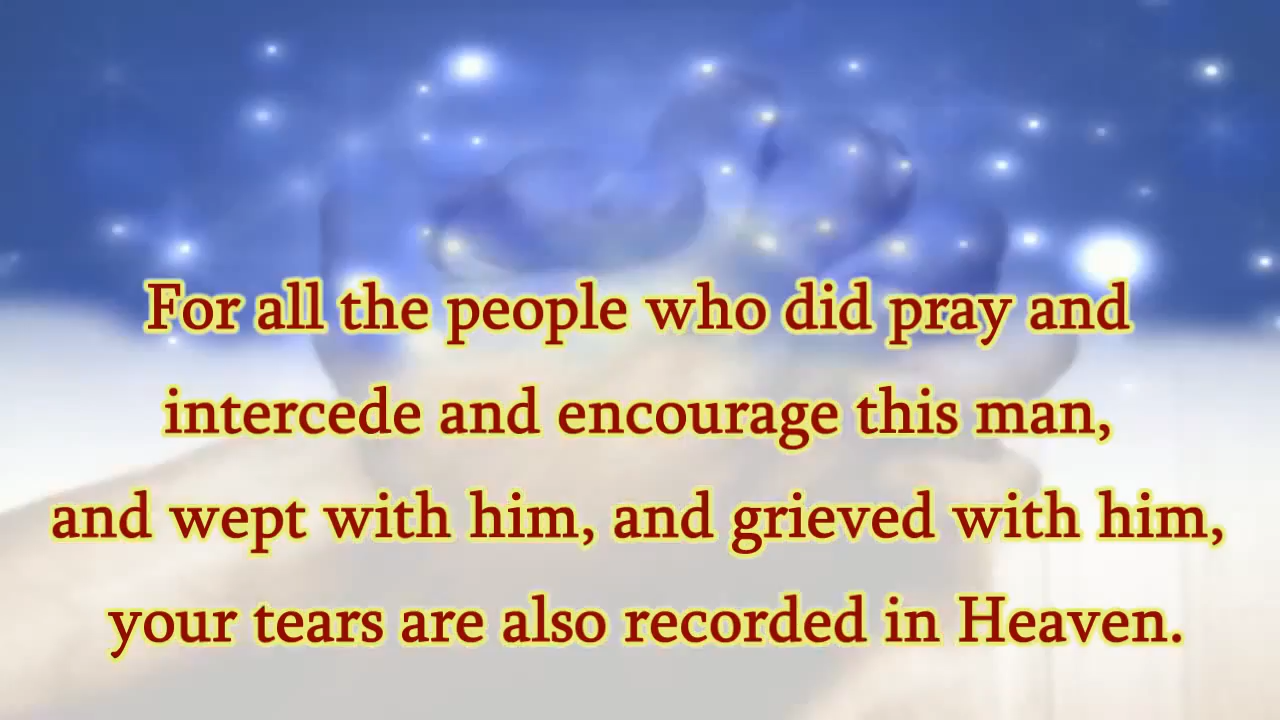 For all the people who did pray and
intercede and encourage this man,
and wept with him, and grieved with him,
your tears are also recorded in Heaven.